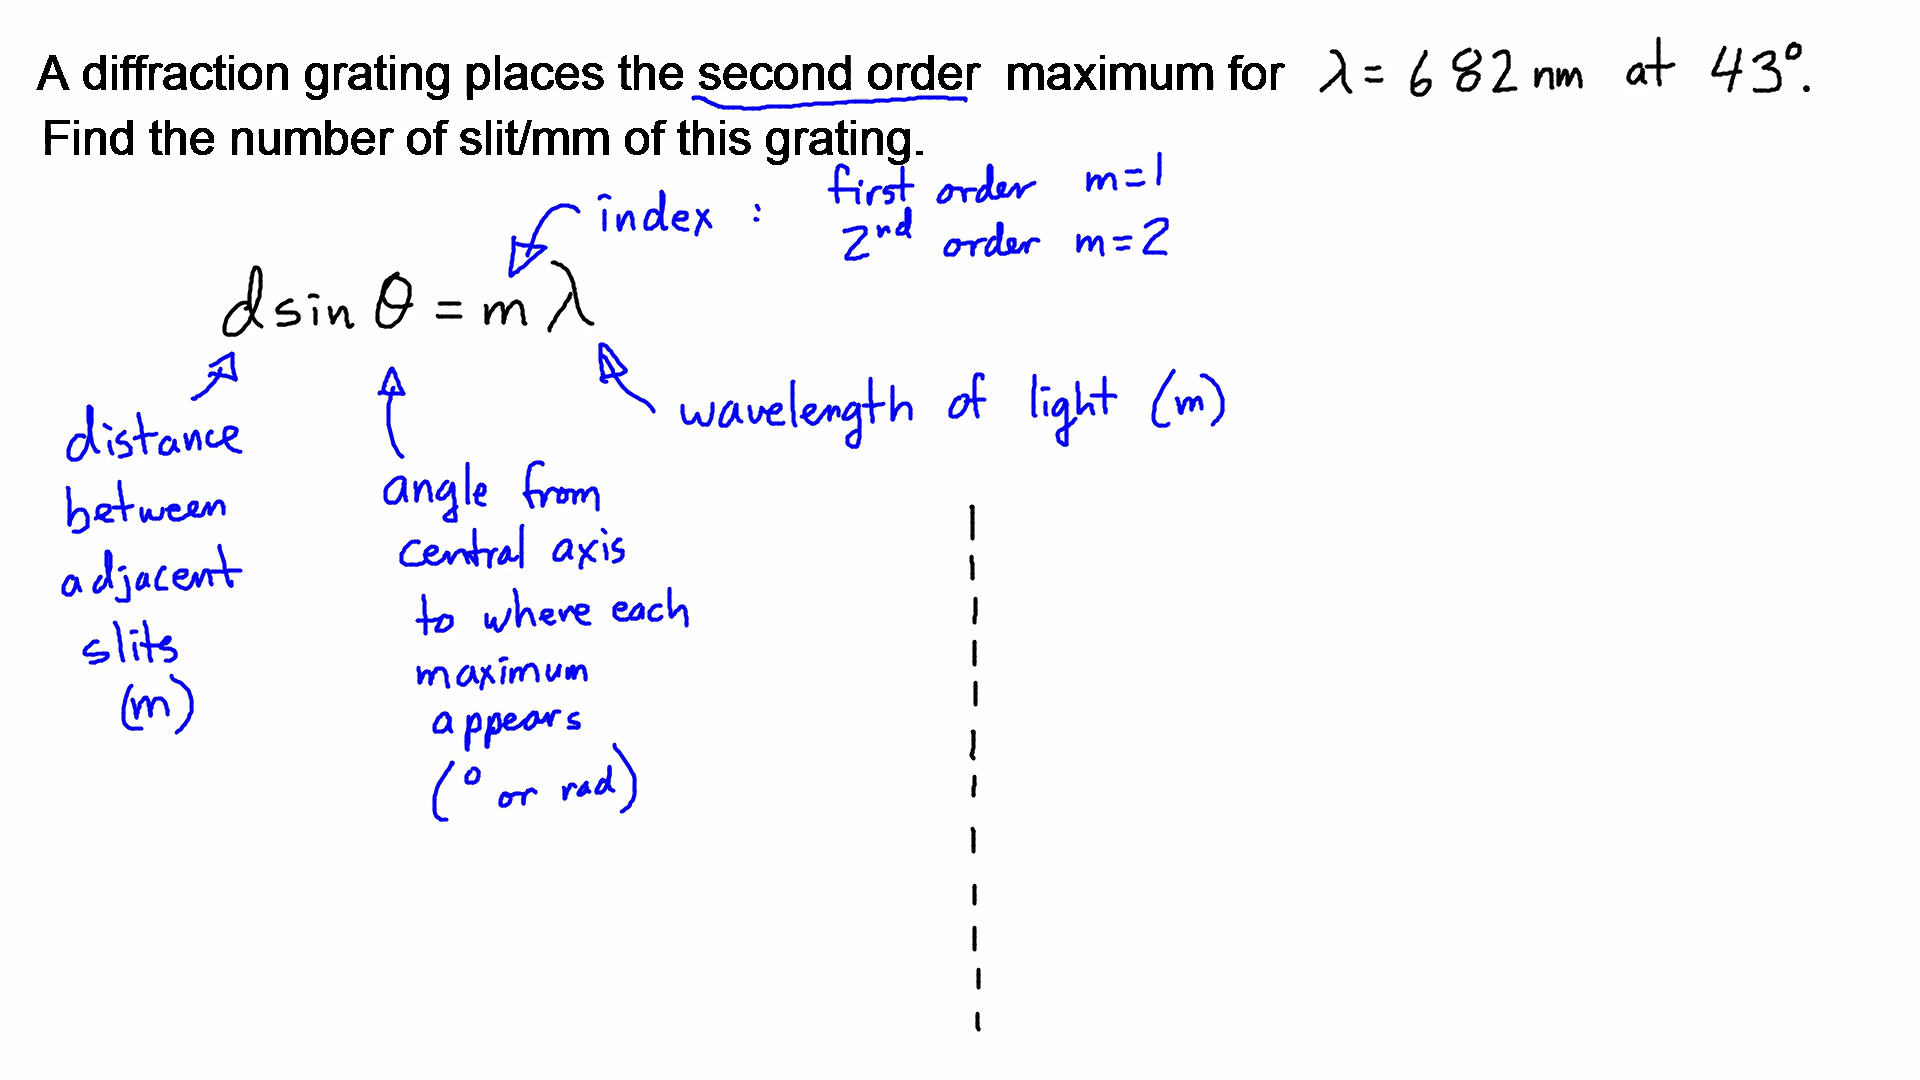 A diffraction grating places the second order maximum for λ = 682 nm at 43°.
Find the number of slit/mm of this grating.
index : first order m=1
2nd order m=2
d sin θ = m λ
wavelength of light (m)
distance
between
adjacent
slits
(m)
angle from
central axis
to where each
maximum
appears
(° or rad)